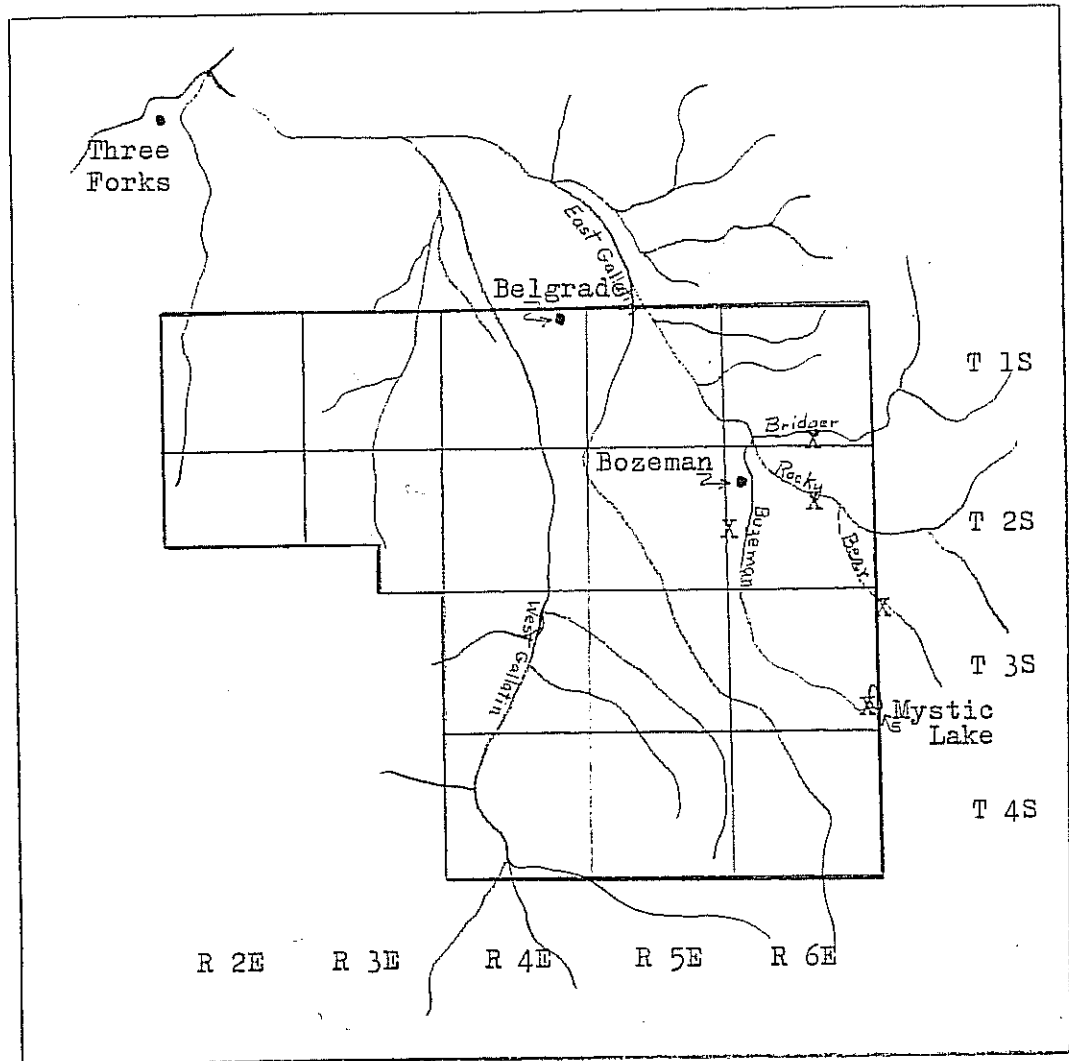 Three
Forks
East Gallatin
Belgrade
T 1S
Bridger
Bozeman
Rocky
X
X
T 2S
X
Bozeman
Bear
X
West Gallatin
T 3S
X
Mystic
Lake
T 4S
R 2E R 3E R 4E R 5E R 6E